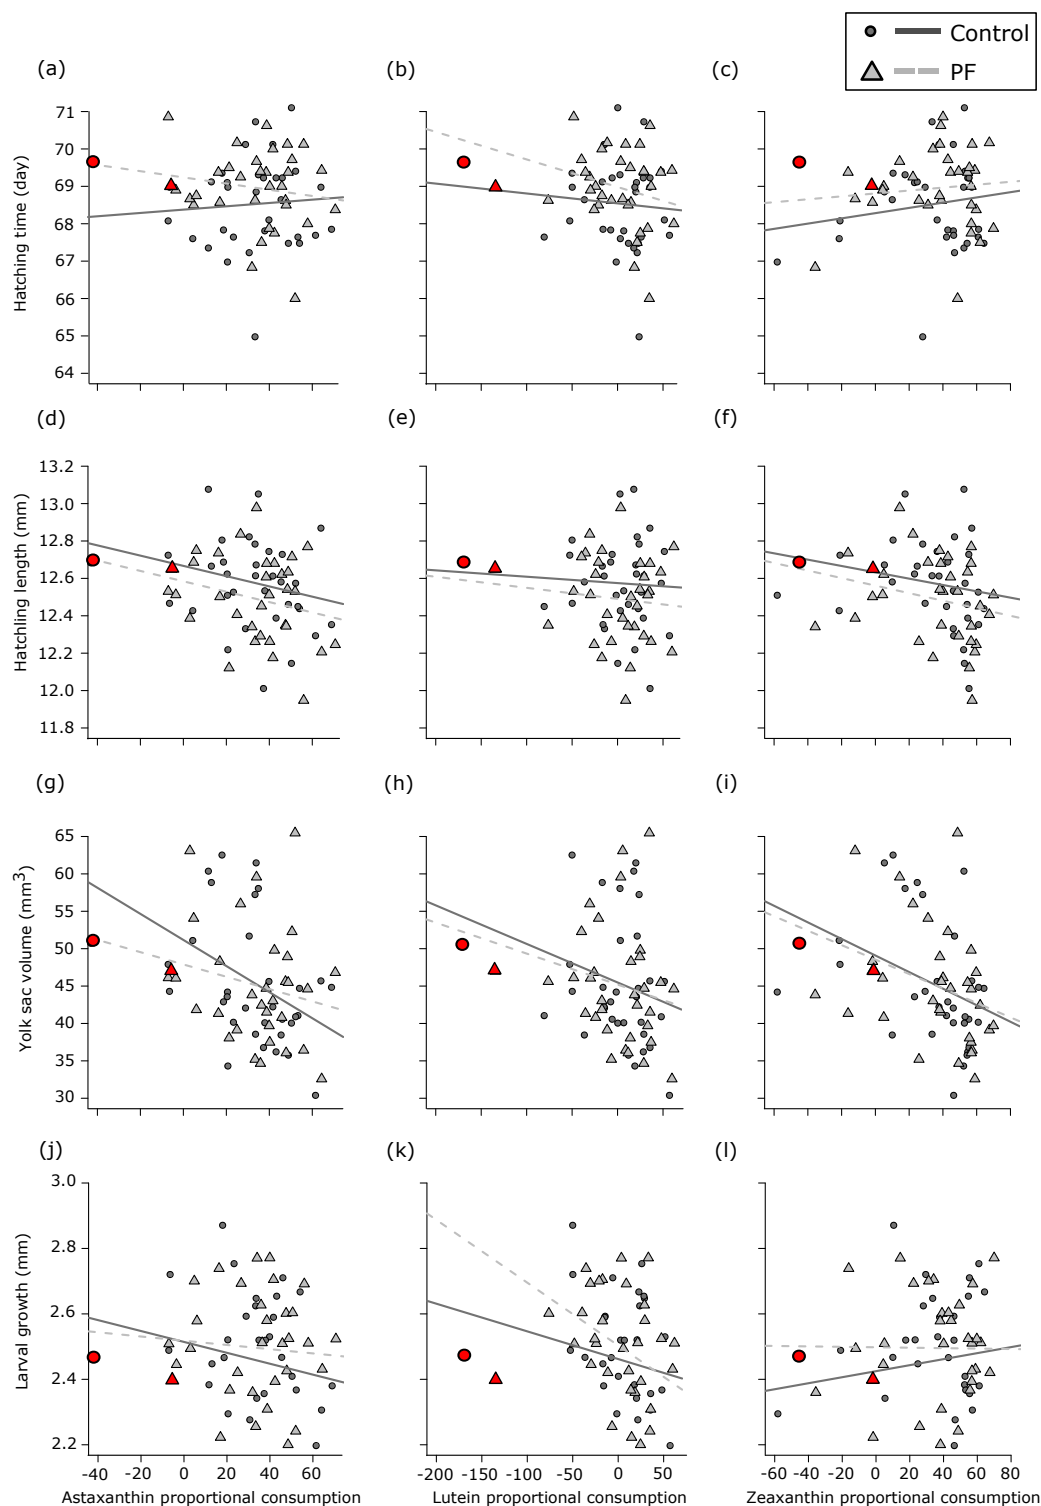 Control
PF
(a)
(b)
(c)
71
70
69
68
67
66
65
64
Hatching time (day)
(d)
(e)
(f)
13.2
13.0
12.8
12.6
12.4
12.2
12.0
11.8
Hatchling length (mm)
(g)
(h)
(i)
65
60
55
50
45
40
35
30
Yolk sac volume (mm3)
(j)
(k)
(l)
3.0
2.8
2.6
2.4
2.2
Larval growth (mm)
-40 -20 0 20 40 60
-200 -150 -100 -50 0 50
-60 -40 -20 0 20 40 60 80
Astaxanthin proportional consumption
Lutein proportional consumption
Zeaxanthin proportional consumption